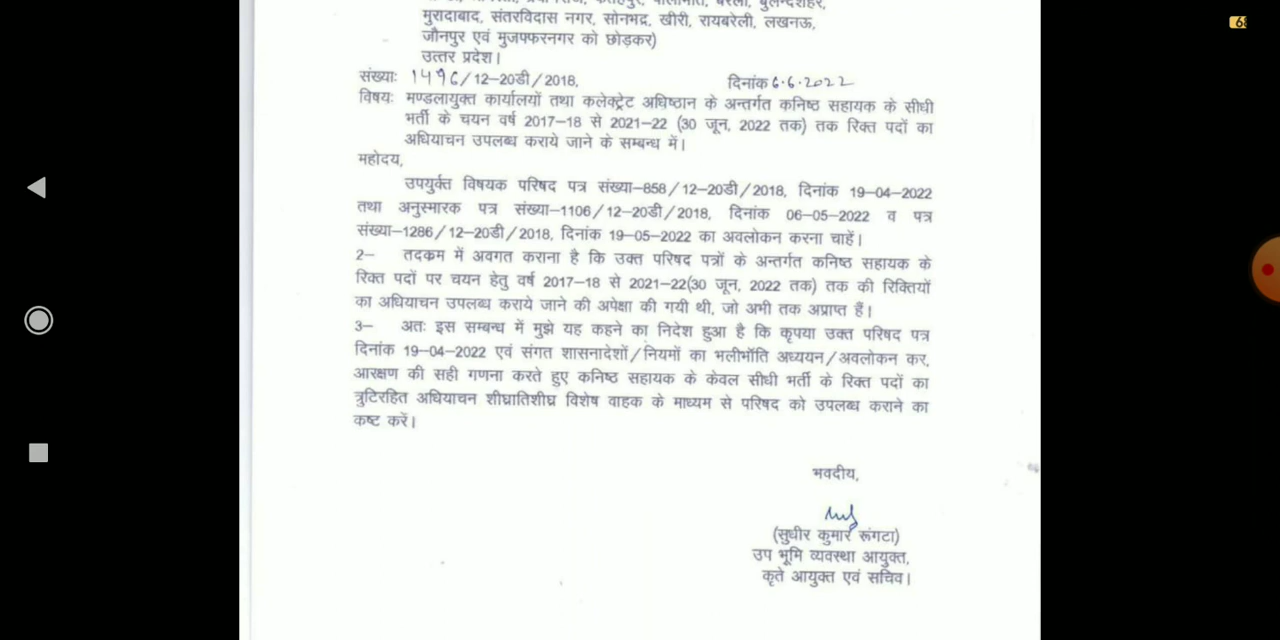 मुरादाबाद, संतरविदास नगर, सोनभद्र, खीरी, रायबरेली, लखनऊ,
जौनपुर एवं मुजफ्फरनगर को छोड़कर)
उत्तर प्रदेश।
संख्याः 1496/12–20डी/2018, दिनांक 6.6.2022
विषयः मण्डलायुक्त कार्यालयों तथा कलेक्ट्रेट अधिष्ठान के अन्तर्गत कनिष्ठ सहायक के सीधी
भर्ती के चयन वर्ष 2017–18 से 2021–22 (30 जून, 2022 तक) तक रिक्त पदों का
अधियाचन उपलब्ध कराये जाने के सम्बन्ध में।
महोदय,
उपर्युक्त विषयक परिषद पत्र संख्या–858/12–20डी/2018, दिनांक 19–04–2022
तथा अनुस्मारक पत्र संख्या–1106/12–20डी/2018, दिनांक 06–05–2022 व पत्र
संख्या–1286/12–20डी/2018, दिनांक 19–05–2022 का अवलोकन करना चाहें।
2– तदक्रम में अवगत कराना है कि उक्त परिषद पत्रों के अन्तर्गत कनिष्ठ सहायक के
रिक्त पदों पर चयन हेतु वर्ष 2017–18 से 2021–22(30 जून, 2022 तक) तक की रिक्तियों
का अधियाचन उपलब्ध कराये जाने की अपेक्षा की गयी थी, जो अभी तक अप्राप्त हैं।
3– अतः इस सम्बन्ध में मुझे यह कहने का निदेश हुआ है कि कृपया उक्त परिषद पत्र
दिनांक 19–04–2022 एवं संगत शासनादेशों/नियमों का भलीभॉति अध्ययन/अवलोकन कर,
आरक्षण की सही गणना करते हुए कनिष्ठ सहायक के केवल सीधी भर्ती के रिक्त पदों का
त्रुटिरहित अधियाचन शीघ्रातिशीघ्र विशेष वाहक के माध्यम से परिषद को उपलब्ध कराने का
कष्ट करें।
भवदीय,
(सुधीर कुमार रूंगटा)
उप भूमि व्यवस्था आयुक्त,
कृते आयुक्त एवं सचिव।